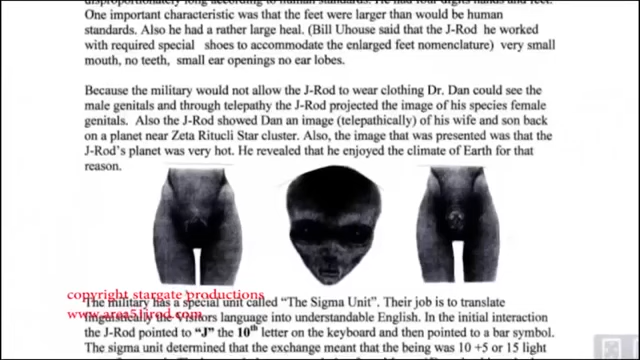 disproportionately long according to human standards. He had four digits hands and feet.
One important characteristic was that the feet were larger than would be human
standards. Also he had a rather large heal. (Bill Uhouse said that the J-Rod he worked
with required special shoes to accommodate the enlarged feet nomenclature) very small
mouth, no teeth, small ear openings no ear lobes.
Because the military would not allow the J-Rod to wear clothing Dr. Dan could see the
male genitals and through telepathy the J-Rod projected the image of his species female
genitals. Also the J-Rod showed Dan an image (telepathically) of his wife and son back
on a planet near Zeta Ritucli Star cluster. Also, the image that was presented was that the
J-Rod's planet was very hot. He revealed that he enjoyed the climate of Earth for that
reason.
copyright stargate productions
The military has a special unit called "The Sigma Unit". Their job is to translate
www.area51jrod.com
linguistically the Visitors language into understandable English. In the initial interaction
the J-Rod pointed to "J" the 10th letter on the keyboard and then pointed to a bar symbol.
The sigma unit determined that the exchange meant that the being was 10 +5 or 15 light